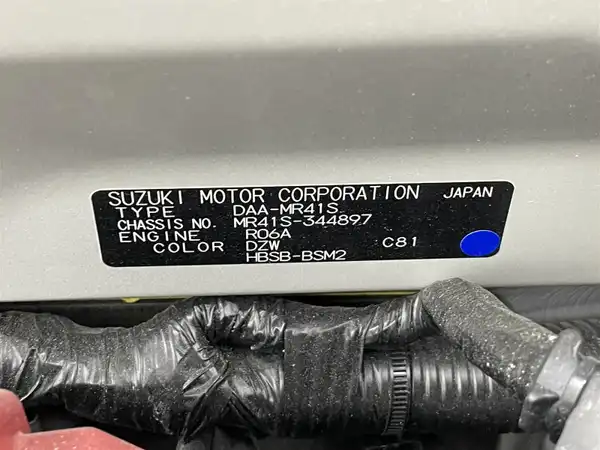 SUZUKI MOTOR CORPORATION JAPAN
TYPE DAA-MR41S
CHASSIS NO. MR41S-344897
ENGINE R06A
COLOR DZW C81
HBSB-BSM2